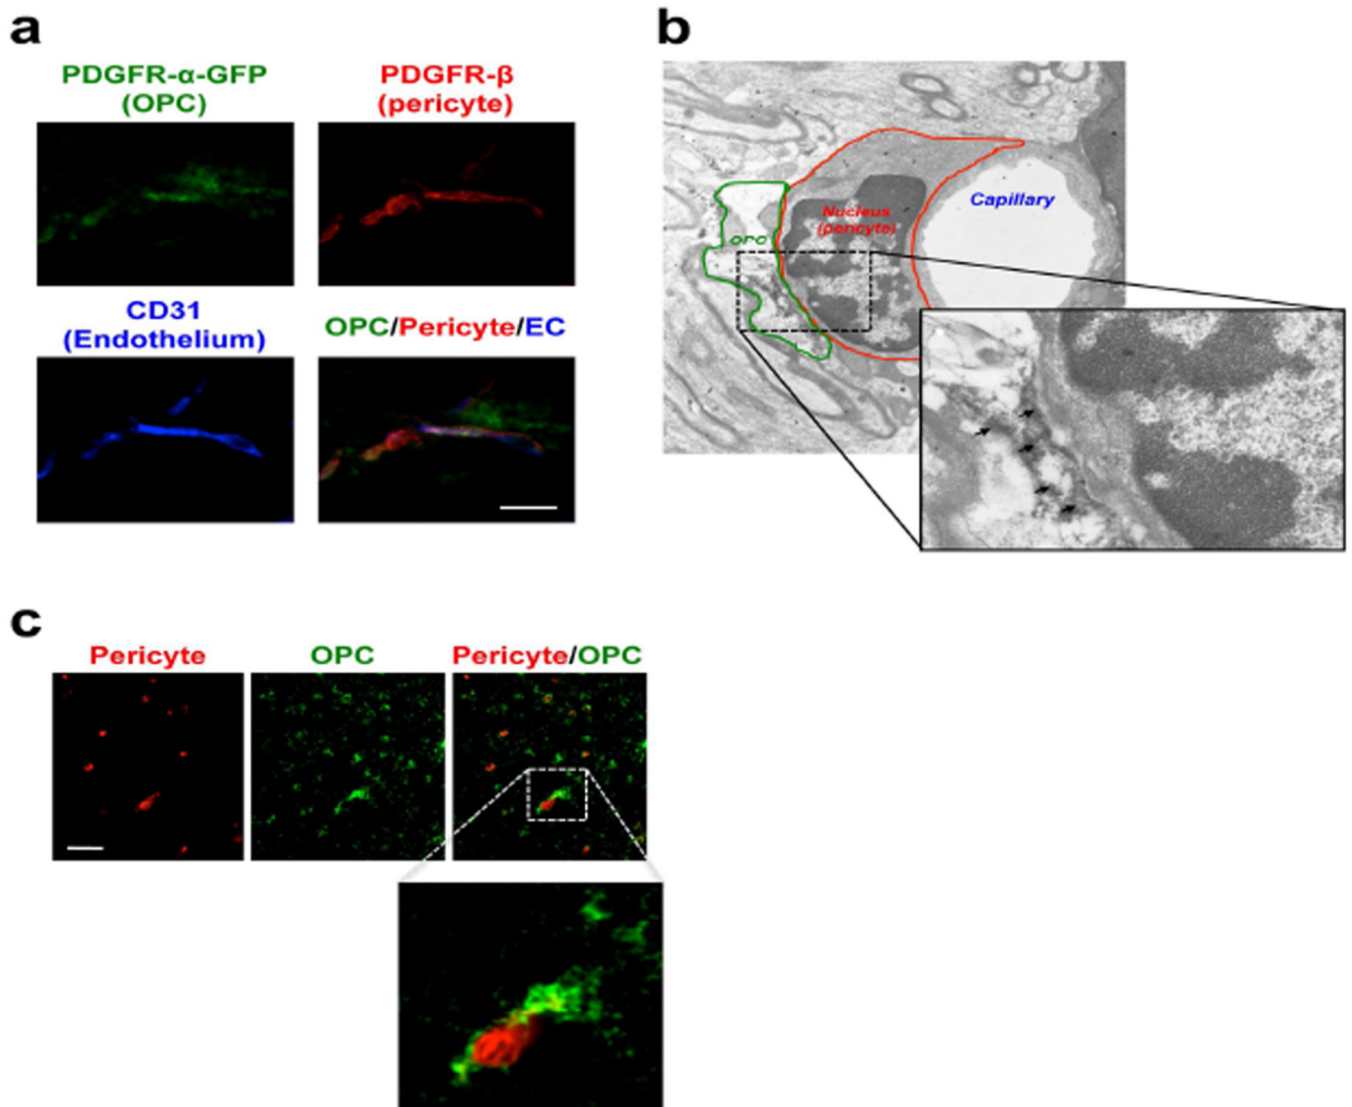 a
PDGFR-α-GFP
(OPC)
PDGFR-β
(pericyte)
CD31
(Endothelium)
OPC/Pericyte/EC
b
Capillary
Nucleus
(pericyte)
OPC
c
Pericyte
OPC
Pericyte/OPC